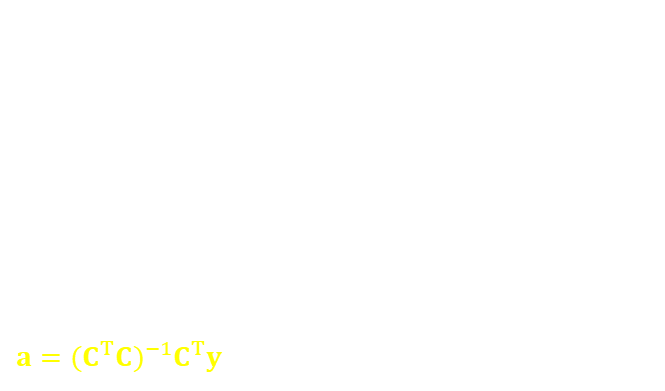 𝐚 = (𝐂ᵀ𝐂)⁻¹𝐂ᵀ𝐲